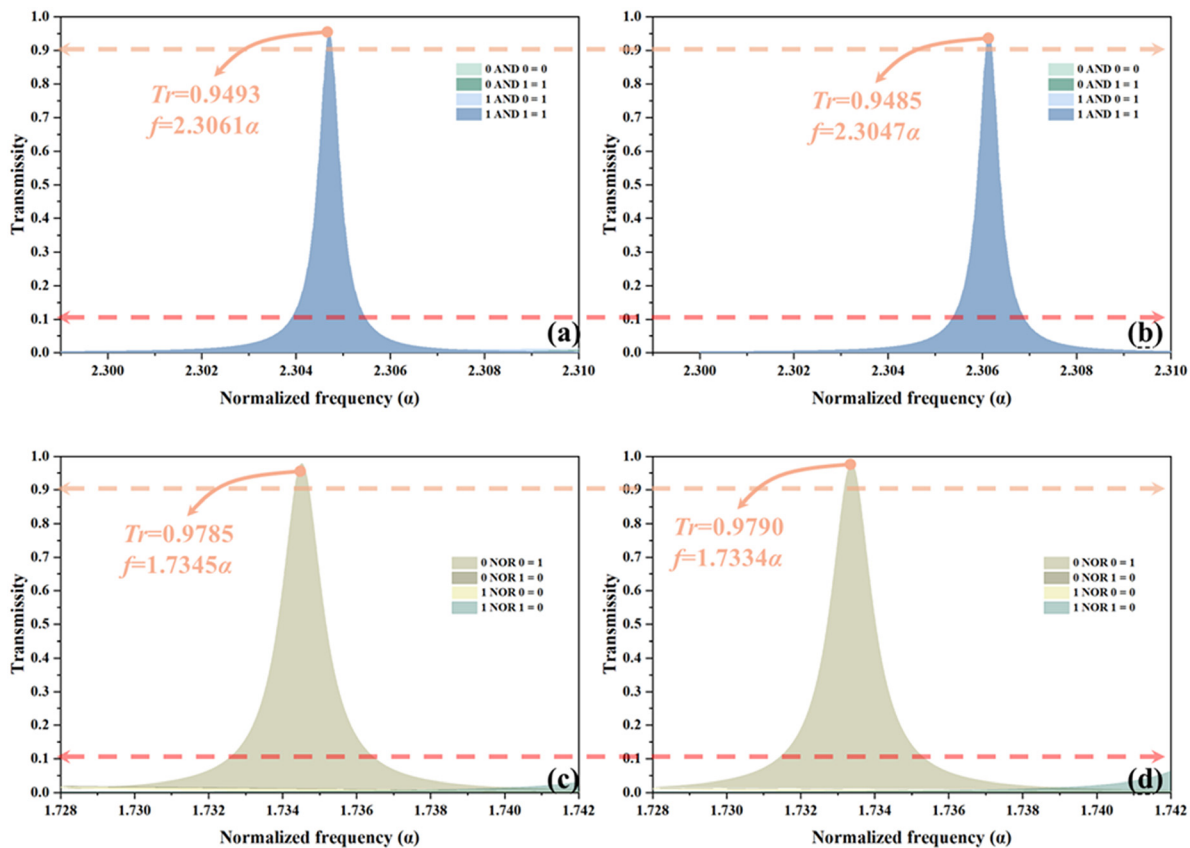 Transmissity
1.0
0.9
0.8
0.7
0.6
0.5
0.4
0.3
0.2
0.1
0.0
Tr=0.9493
f=2.3061α
0 AND 0 = 0
0 AND 1 = 1
1 AND 0 = 1
1 AND 1 = 1
(a)
2.300 2.302 2.304 2.306 2.308 2.310
Normalized frequency (α)
Transmissity
1.0
0.9
0.8
0.7
0.6
0.5
0.4
0.3
0.2
0.1
0.0
Tr=0.9485
f=2.3047α
0 AND 0 = 0
0 AND 1 = 1
1 AND 0 = 1
1 AND 1 = 1
(b)
2.300 2.302 2.304 2.306 2.308 2.310
Normalized frequency (α)
Transmissity
1.0
0.9
0.8
0.7
0.6
0.5
0.4
0.3
0.2
0.1
0.0
Tr=0.9785
f=1.7345α
0 NOR 0 = 1
0 NOR 1 = 0
1 NOR 0 = 0
1 NOR 1 = 0
(c)
1.728 1.730 1.732 1.734 1.736 1.738 1.740 1.742
Normalized frequency (α)
Transmissity
1.0
0.9
0.8
0.7
0.6
0.5
0.4
0.3
0.2
0.1
0.0
Tr=0.9790
f=1.7334α
0 NOR 0 = 1
0 NOR 1 = 0
1 NOR 0 = 0
1 NOR 1 = 0
(d)
1.728 1.730 1.732 1.734 1.736 1.738 1.740 1.742
Normalized frequency (α)